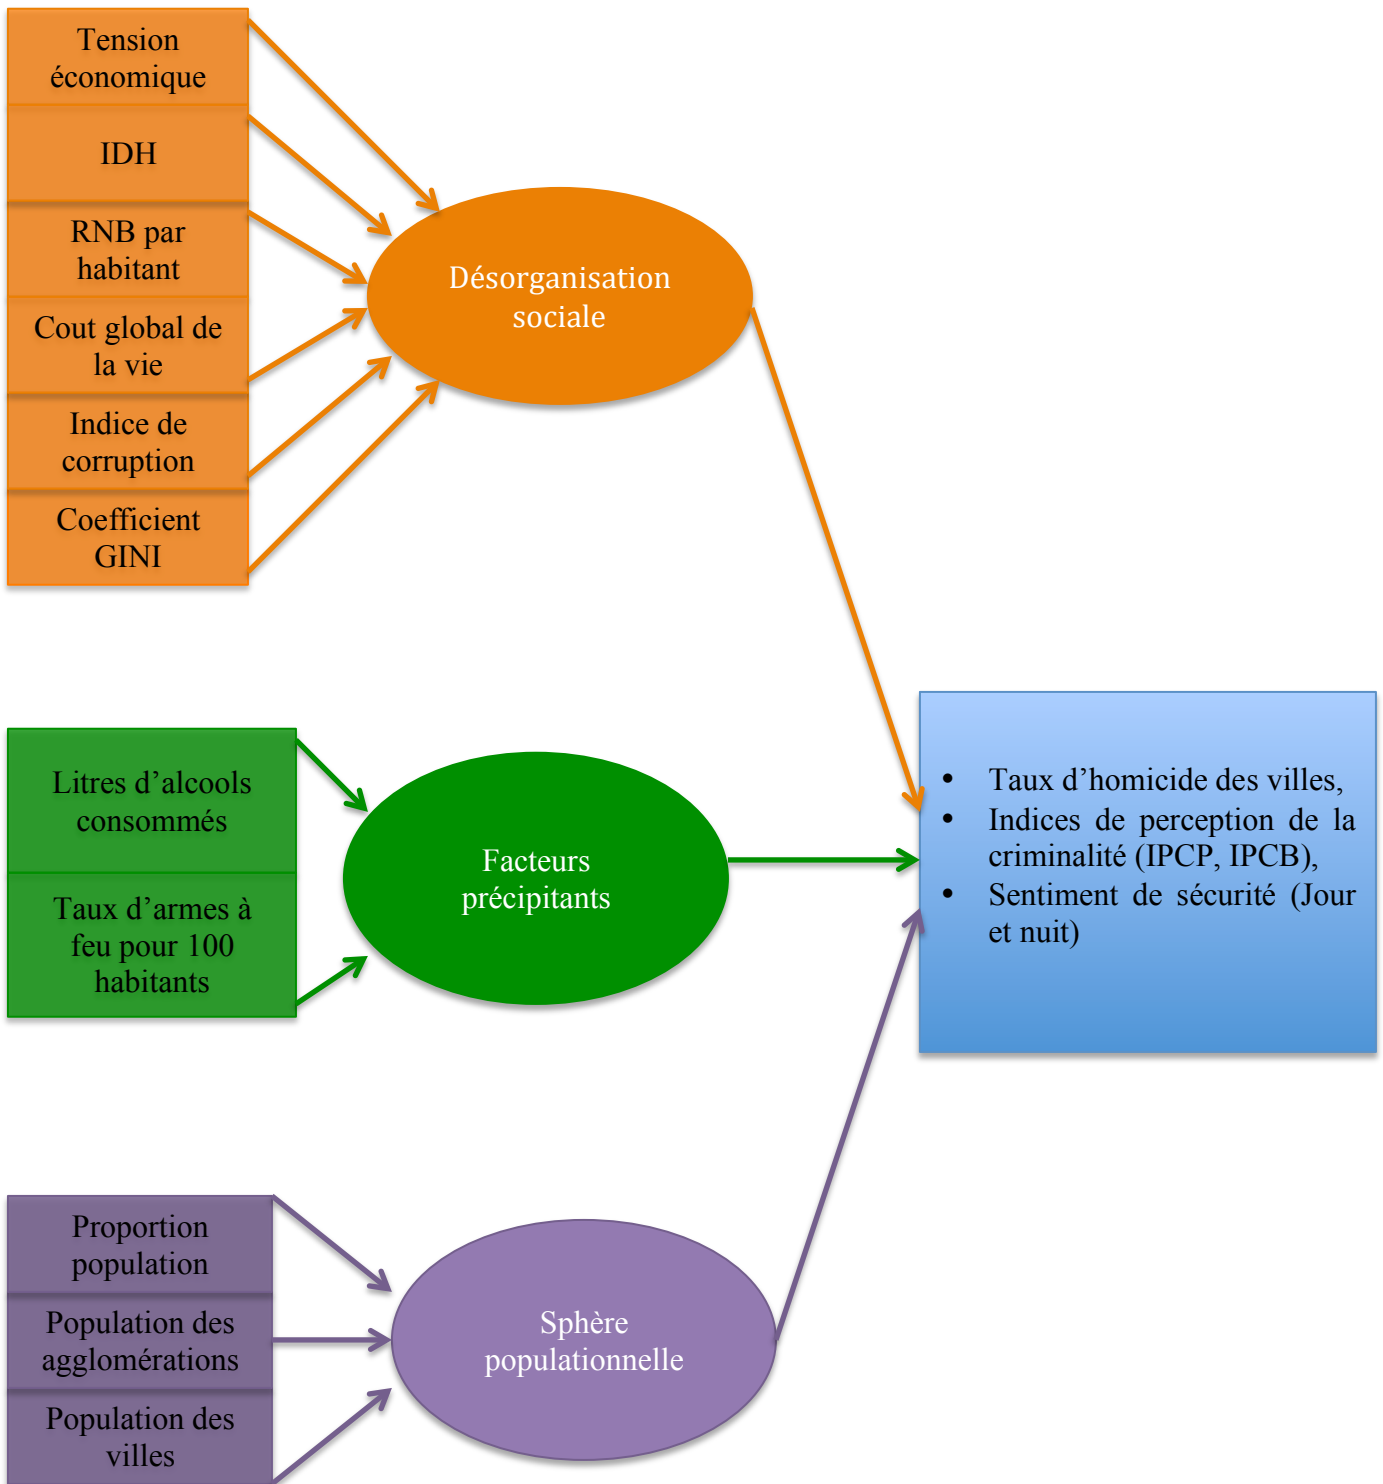 Tension
économique
IDH
RNB par
habitant
Cout global de
la vie
Indice de
corruption
Coefficient
GINI
Désorganisation
sociale
Litres d’alcools
consommés
Taux d’armes à
feu pour 100
habitants
Facteurs
précipitants
• Taux d’homicide des villes,
• Indices de perception de la
criminalité (IPCP, IPCB),
• Sentiment de sécurité (Jour
et nuit)
Proportion
population
Population des
agglomérations
Population des
villes
Sphère
populationnelle